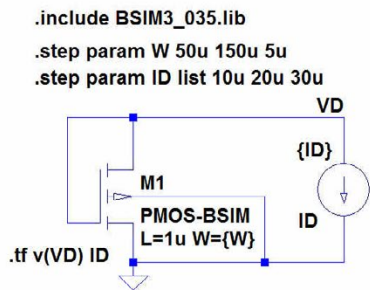 .include BSIM3_035.lib
.step param W 50u 150u 5u
.step param ID list 10u 20u 30u
VD
{ID}
M1
PMOS-BSIM
ID
L=1u W={W}
.tf v(VD) ID